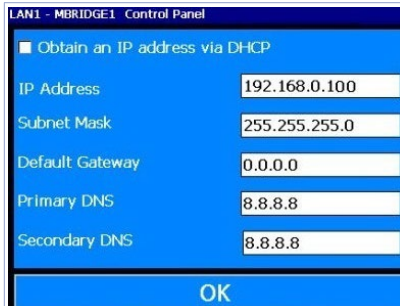 LAN1 - MBRIDGE1 Control Panel
Obtain an IP address via DHCP
IP Address 192.168.0.100
Subnet Mask 255.255.255.0
Default Gateway 0.0.0.0
Primary DNS 8.8.8.8
Secondary DNS 8.8.8.8
OK